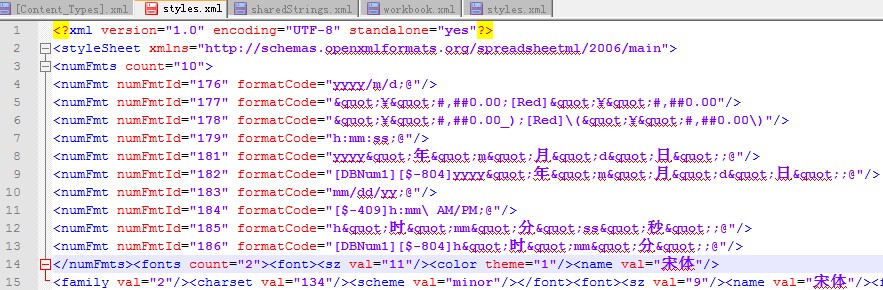 [Content_Types].xml styles.xml sharedStrings.xml workbook.xml styles.xml
1 <?xml version="1.0" encoding="UTF-8" standalone="yes"?>
2 <styleSheet xmlns="http://schemas.openxmlformats.org/spreadsheetml/2006/main">
3 <numFmts count="10">
4 <numFmt numFmtId="176" formatCode="yyyy/m/d;@"/>
5 <numFmt numFmtId="177" formatCode="&quot;¥&quot;#,##0.00;[Red]&quot;¥&quot;#,##0.00"/>
6 <numFmt numFmtId="178" formatCode="&quot;¥&quot;#,##0.00_);[Red]\(&quot;¥&quot;#,##0.00\)"/>
7 <numFmt numFmtId="179" formatCode="h:mm:ss;@"/>
8 <numFmt numFmtId="181" formatCode="yyyy&quot;年&quot;m&quot;月&quot;d&quot;日&quot;;@"/>
9 <numFmt numFmtId="182" formatCode="[DBNum1][$-804]yyyy&quot;年&quot;m&quot;月&quot;d&quot;日&quot;;@"/>
10 <numFmt numFmtId="183" formatCode="mm/dd/yy;@"/>
11 <numFmt numFmtId="184" formatCode="[$-409]h:mm\ AM/PM;@"/>
12 <numFmt numFmtId="185" formatCode="h&quot;时&quot;mm&quot;分&quot;ss&quot;秒&quot;;@"/>
13 <numFmt numFmtId="186" formatCode="[DBNum1][$-804]h&quot;时&quot;mm&quot;分&quot;;@"/>
14 </numFmts><fonts count="2"><font><sz val="11"/><color theme="1"/><name val="宋体"/>
15 <family val="2"/><charset val="134"/><scheme val="minor"/></font><font><sz val="9"/><name val="宋体"/>